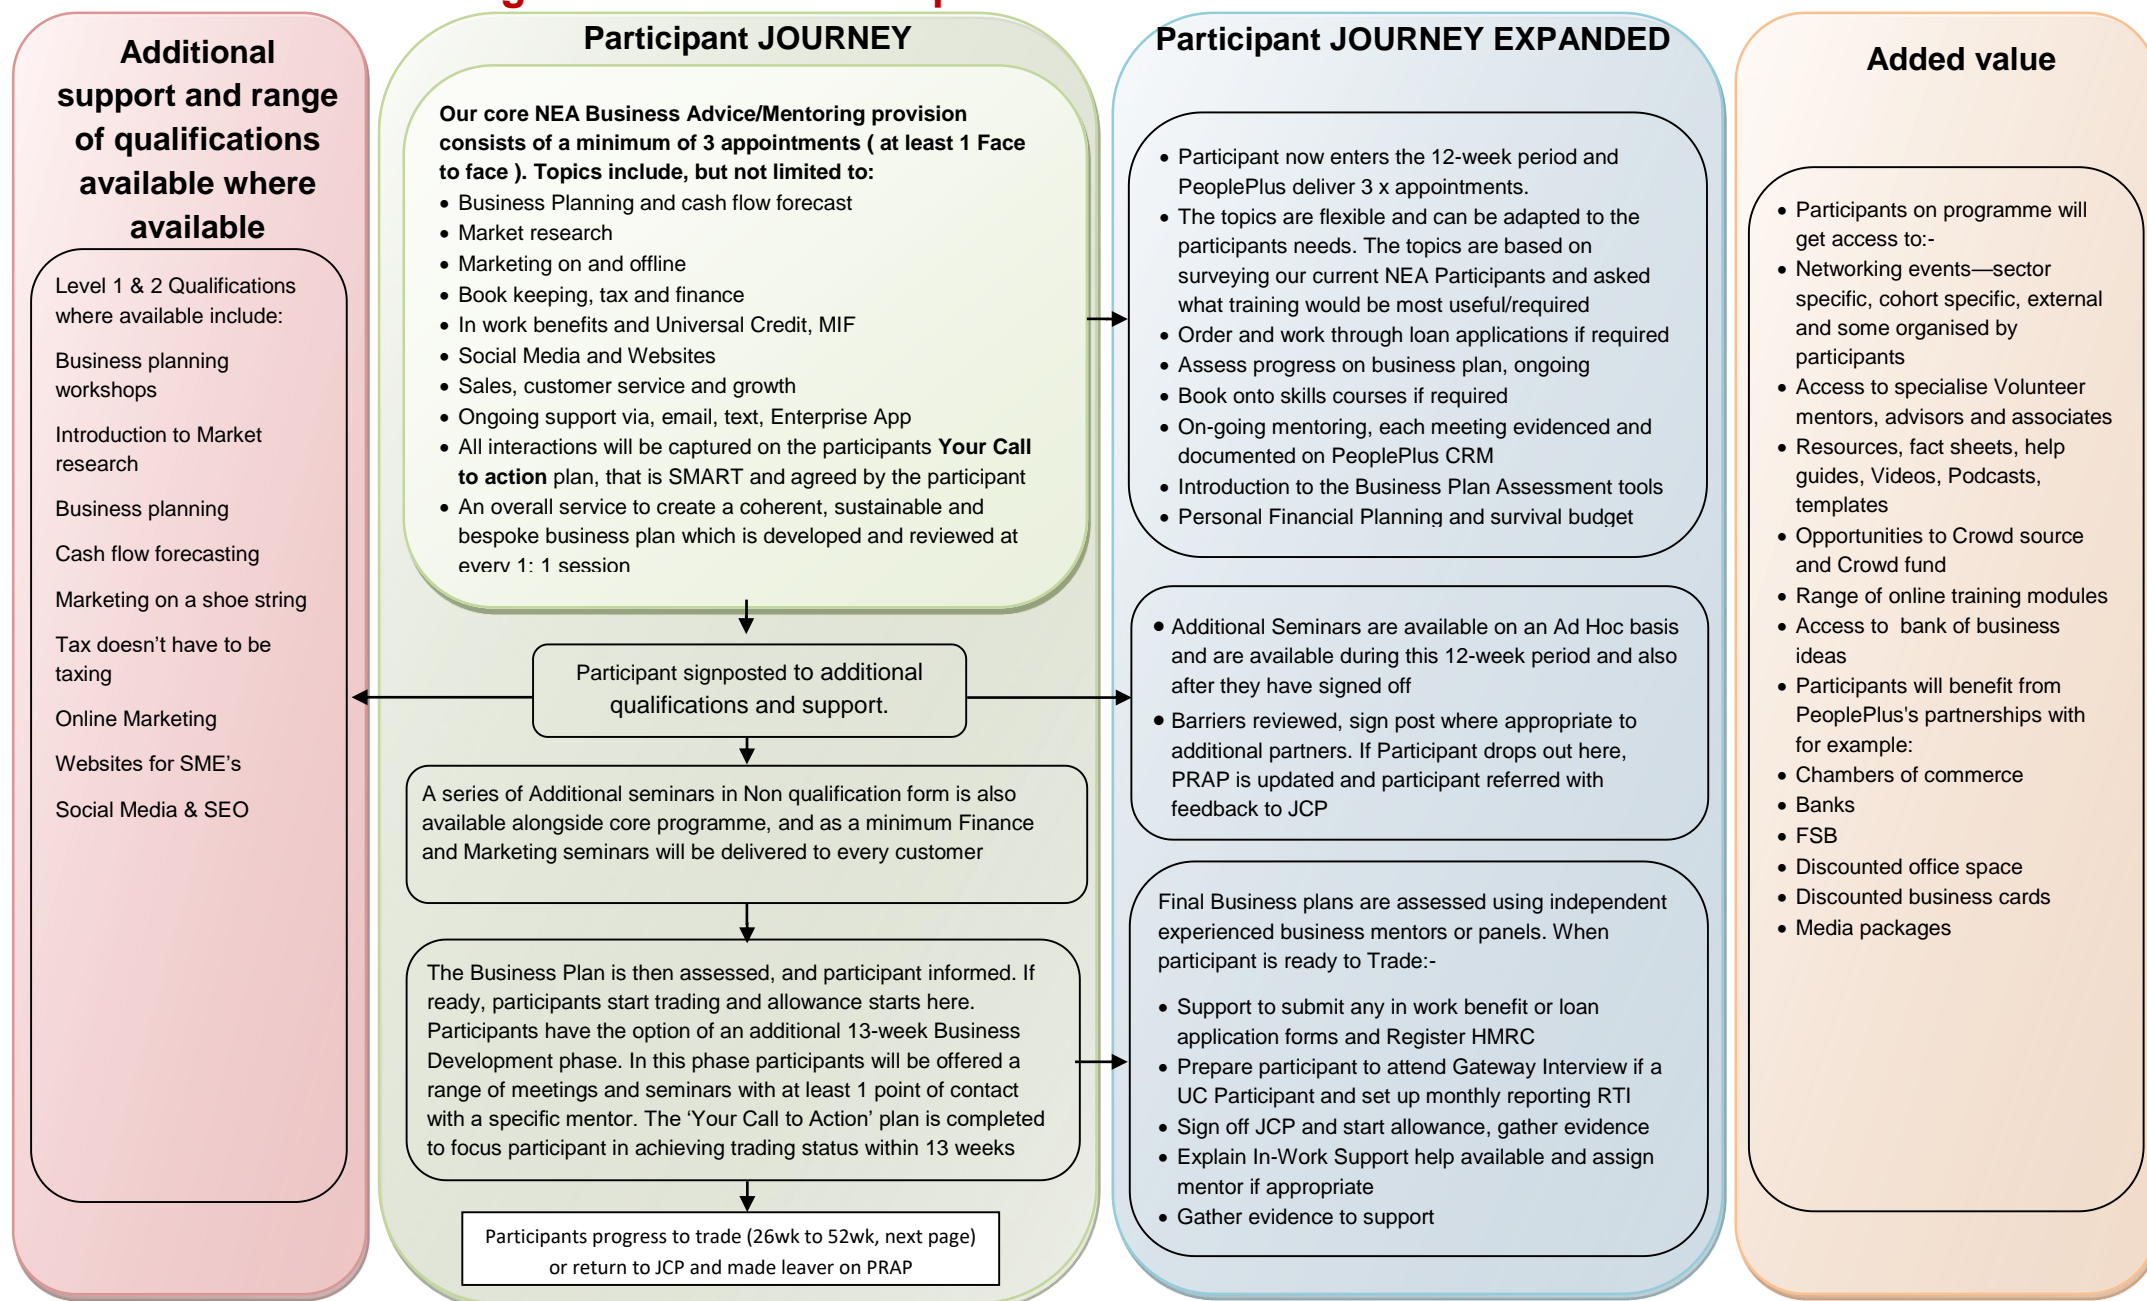 Additional
support and range
of qualifications
available where
available
Level 1 & 2 Qualifications
where available include:
Business planning
workshops
Introduction to Market
research
Business planning
Cash flow forecasting
Marketing on a shoe string
Tax doesn’t have to be
taxing
Online Marketing
Websites for SME’s
Social Media & SEO
Participant JOURNEY
Our core NEA Business Advice/Mentoring provision
consists of a minimum of 3 appointments ( at least 1 Face
to face ). Topics include, but not limited to:
• Business Planning and cash flow forecast
• Market research
• Marketing on and offline
• Book keeping, tax and finance
• In work benefits and Universal Credit, MIF
• Social Media and Websites
• Sales, customer service and growth
• Ongoing support via, email, text, Enterprise App
• All interactions will be captured on the participants Your Call
to action plan, that is SMART and agreed by the participant
• An overall service to create a coherent, sustainable and
bespoke business plan which is developed and reviewed at
every 1: 1 session
Participant signposted to additional
qualifications and support.
A series of Additional seminars in Non qualification form is also
available alongside core programme, and as a minimum Finance
and Marketing seminars will be delivered to every customer
The Business Plan is then assessed, and participant informed. If
ready, participants start trading and allowance starts here.
Participants have the option of an additional 13-week Business
Development phase. In this phase participants will be offered a
range of meetings and seminars with at least 1 point of contact
with a specific mentor. The ‘Your Call to Action’ plan is completed
to focus participant in achieving trading status within 13 weeks
Participants progress to trade (26wk to 52wk, next page)
or return to JCP and made leaver on PRAP
Participant JOURNEY EXPANDED
• Participant now enters the 12-week period and
PeoplePlus deliver 3 x appointments.
• The topics are flexible and can be adapted to the
participants needs. The topics are based on
surveying our current NEA Participants and asked
what training would be most useful/required
• Order and work through loan applications if required
• Assess progress on business plan, ongoing
• Book onto skills courses if required
• On-going mentoring, each meeting evidenced and
documented on PeoplePlus CRM
• Introduction to the Business Plan Assessment tools
• Personal Financial Planning and survival budget
• Additional Seminars are available on an Ad Hoc basis
and are available during this 12-week period and also
after they have signed off
• Barriers reviewed, sign post where appropriate to
additional partners. If Participant drops out here,
PRAP is updated and participant referred with
feedback to JCP
Final Business plans are assessed using independent
experienced business mentors or panels. When
participant is ready to Trade:-
• Support to submit any in work benefit or loan
application forms and Register HMRC
• Prepare participant to attend Gateway Interview if a
UC Participant and set up monthly reporting RTI
• Sign off JCP and start allowance, gather evidence
• Explain In-Work Support help available and assign
mentor if appropriate
• Gather evidence to support
Added value
• Participants on programme will
get access to:-
• Networking events—sector
specific, cohort specific, external
and some organised by
participants
• Access to specialise Volunteer
mentors, advisors and associates
• Resources, fact sheets, help
guides, Videos, Podcasts,
templates
• Opportunities to Crowd source
and Crowd fund
• Range of online training modules
• Access to  bank of business
ideas
• Participants will benefit from
PeoplePlus's partnerships with
for example:
• Chambers of commerce
• Banks
• FSB
• Discounted office space
• Discounted business cards
• Media packages